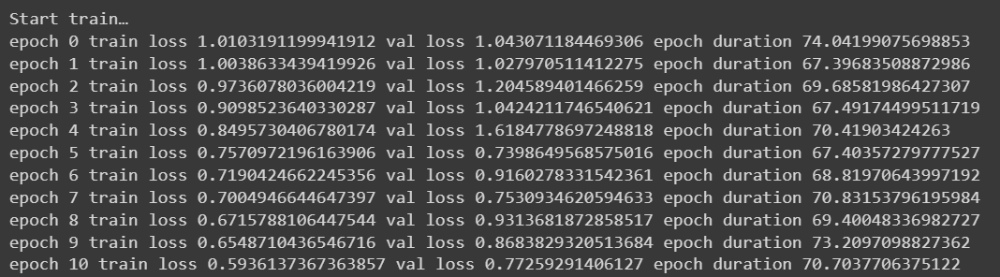 Start train…
epoch 0 train loss 1.0103191199941912 val loss 1.043071184469306 epoch duration 74.04199075698853
epoch 1 train loss 1.0038633439419926 val loss 1.027970511412275 epoch duration 67.39683508872986
epoch 2 train loss 0.9736078036004219 val loss 1.204589401466259 epoch duration 69.68581986427307
epoch 3 train loss 0.9098523640330287 val loss 1.0424211746540621 epoch duration 67.49174499511719
epoch 4 train loss 0.8495730406780174 val loss 1.6184778697248818 epoch duration 70.41903424263
epoch 5 train loss 0.7570972196163906 val loss 0.7398649568575016 epoch duration 67.40357279777527
epoch 6 train loss 0.7190424662245356 val loss 0.9160278331542361 epoch duration 68.81970643997192
epoch 7 train loss 0.7004946644647397 val loss 0.7530934620594633 epoch duration 70.83153796195984
epoch 8 train loss 0.6715788106447544 val loss 0.9313681872858517 epoch duration 69.40048336982727
epoch 9 train loss 0.6548710436546716 val loss 0.8683829320513684 epoch duration 73.2097098827362
epoch 10 train loss 0.5936137367363857 val loss 0.77259291406127 epoch duration 70.7037706375122